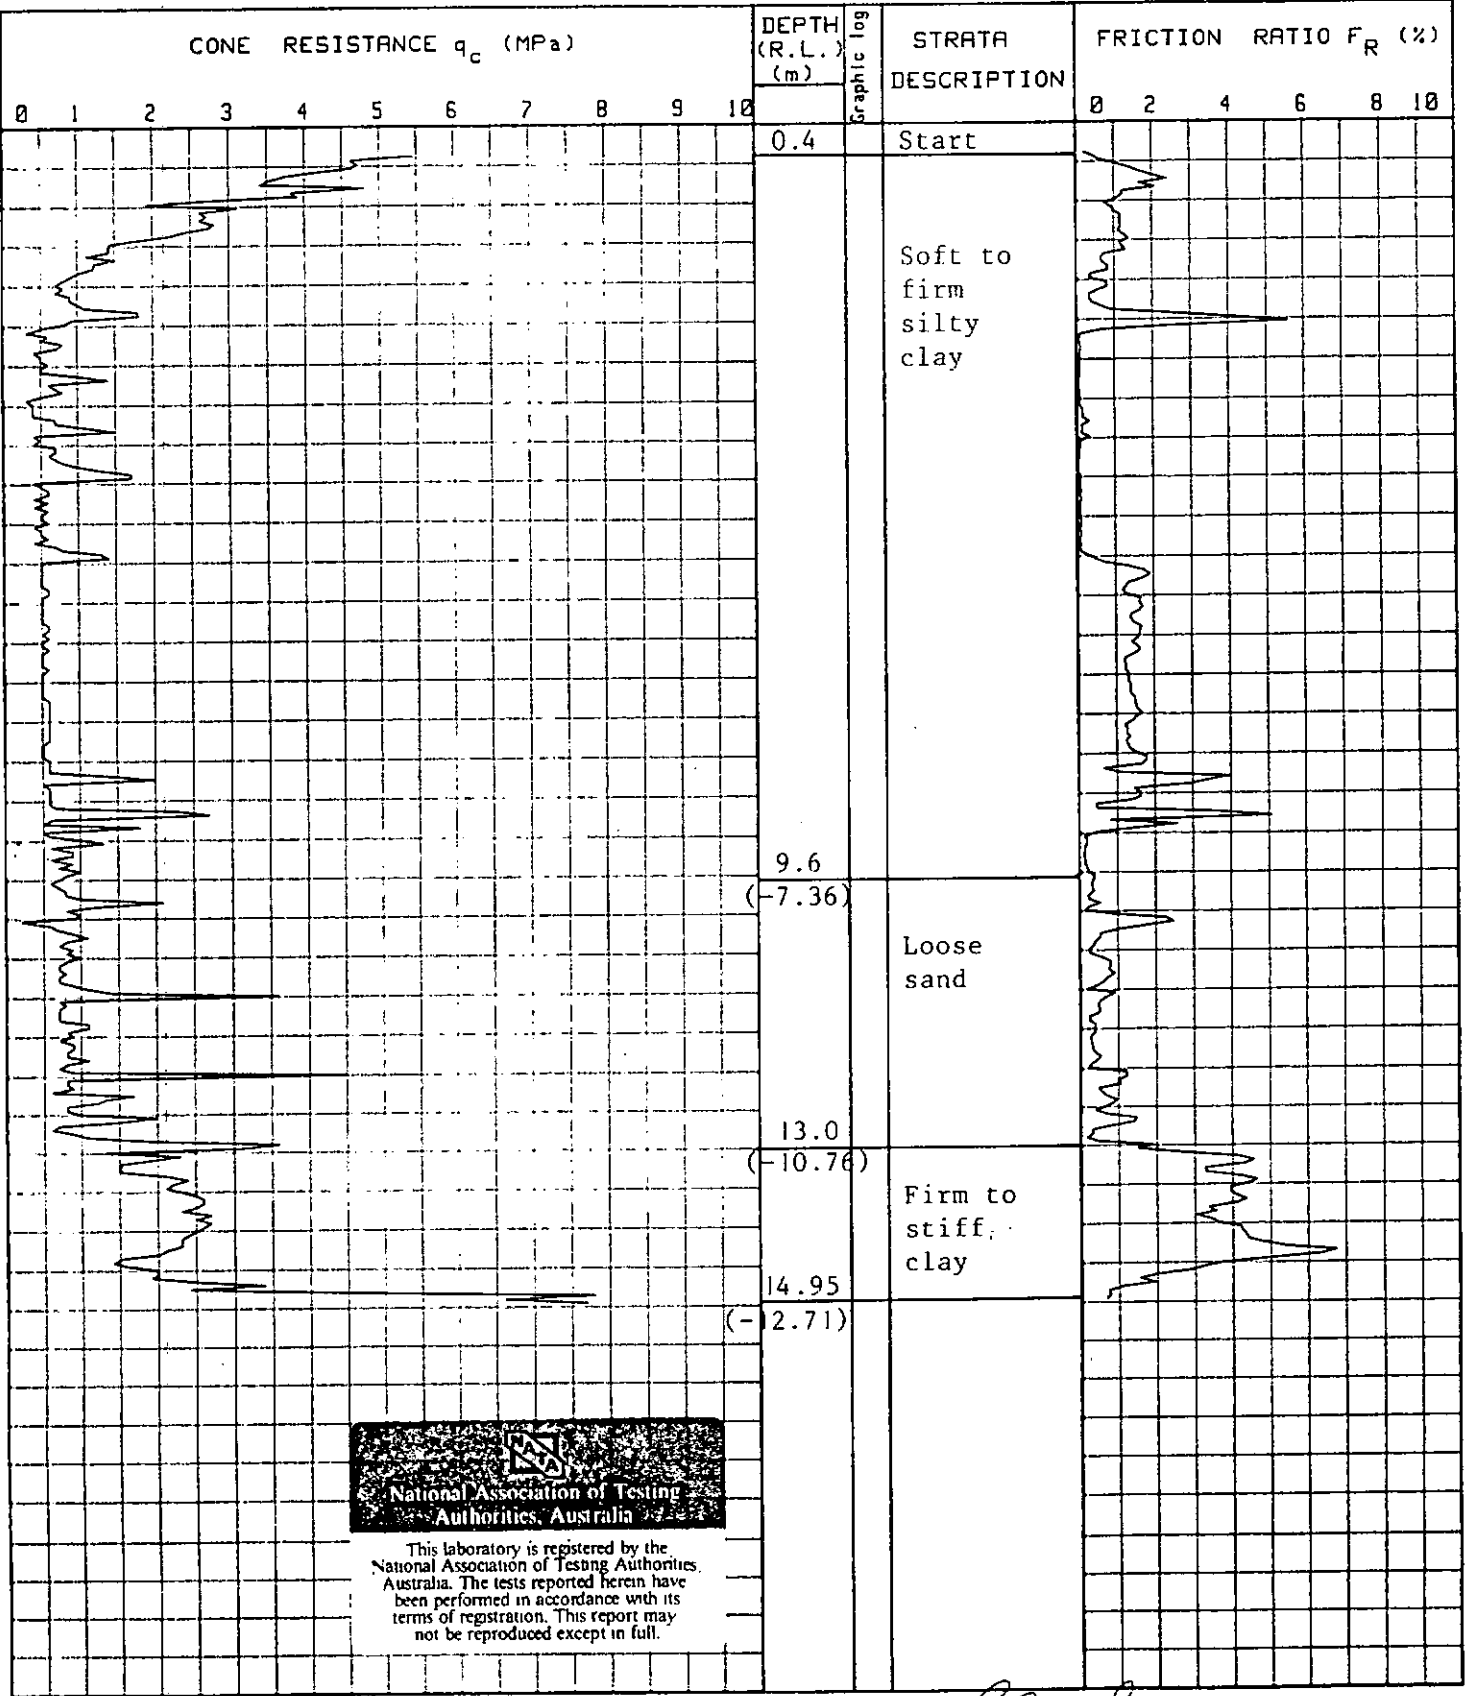 CONE RESISTANCE qc (MPa)
0 1 2 3 4 5 6 7 8 9 10
DEPTH
(R.L.)
(m)
Graphic log
STRATA
DESCRIPTION
FRICTION RATIO FR (%)
0 2 4 6 8 10
0.4
Start
Soft to
firm
silty
clay
9.6
(-7.36)
Loose
sand
13.0
(-10.76)
Firm to
stiff
clay
14.95
(-12.71)
NATA
National Association of Testing
Authorities, Australia
This laboratory is registered by the
National Association of Testing Authorities,
Australia. The tests reported herein have
been performed in accordance with its
terms of registration. This report may
not be reproduced except in full.